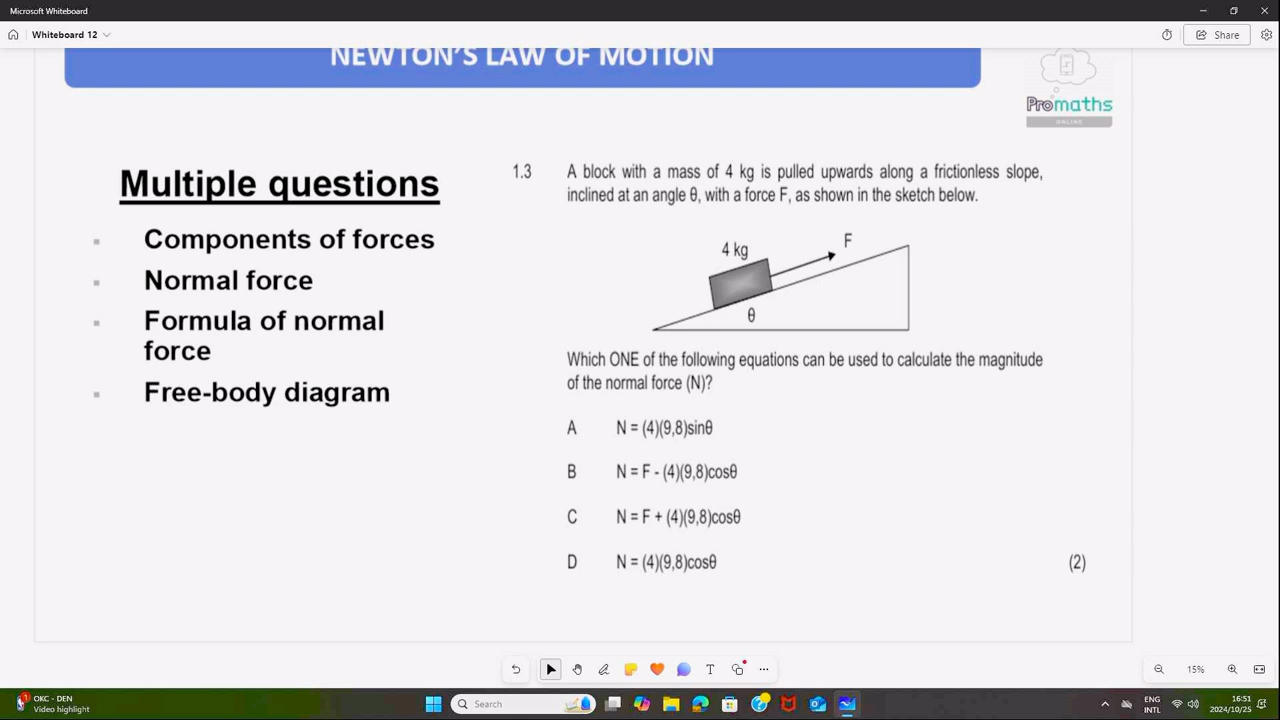 Microsoft Whiteboard
Whiteboard 12
Share
NEWTON'S LAW OF MOTION
Promaths
ONLINE
Multiple questions
Components of forces
Normal force
Formula of normal
force
Free-body diagram
1.3 A block with a mass of 4 kg is pulled upwards along a frictionless slope,
inclined at an angle θ, with a force F, as shown in the sketch below.
4 kg
F
θ
Which ONE of the following equations can be used to calculate the magnitude
of the normal force (N)?
A N = (4)(9,8)sinθ
B N = F - (4)(9,8)cosθ
C N = F + (4)(9,8)cosθ
D N = (4)(9,8)cosθ (2)
T
15%
1
OKC - DEN
Video highlight
Search
ENG
INTL
16:51
2024/10/25